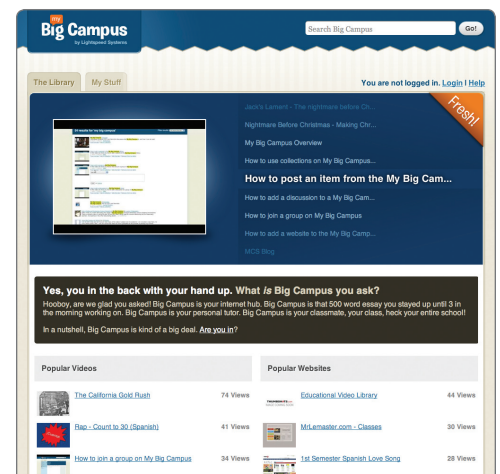 my
Big Campus
by Lightspeed Systems
Search Big Campus
Go!
The Library
My Stuff
You are not logged in. Login | Help
Fresh!
Jack's Lament - The nightmare before Ch...
Nightmare Before Christmas - Making Chr...
My Big Campus Overview
How to use collections on My Big Campus...
How to post an item from the My Big Cam...
How to add a discussion to a My Big Cam...
How to join a group on My Big Campus
How to add a website to the My Big Camp...
MCS Blog
Yes, you in the back with your hand up. What is Big Campus you ask?
Hooboy, are we glad you asked! Big Campus is your internet hub. Big Campus is that 500 word essay you stayed up until 3 in
the morning working on. Big Campus is your personal tutor. Big Campus is your classmate, your class, heck your entire school!
In a nutshell, Big Campus is kind of a big deal. Are you in?
Popular Videos
The California Gold Rush
74 Views
Rap - Count to 30 (Spanish)
41 Views
How to join a group on My Big Campus
34 Views
Popular Websites
Educational Video Library
44 Views
MrLemaster.com - Classes
30 Views
1st Semester Spanish Love Song
28 Views